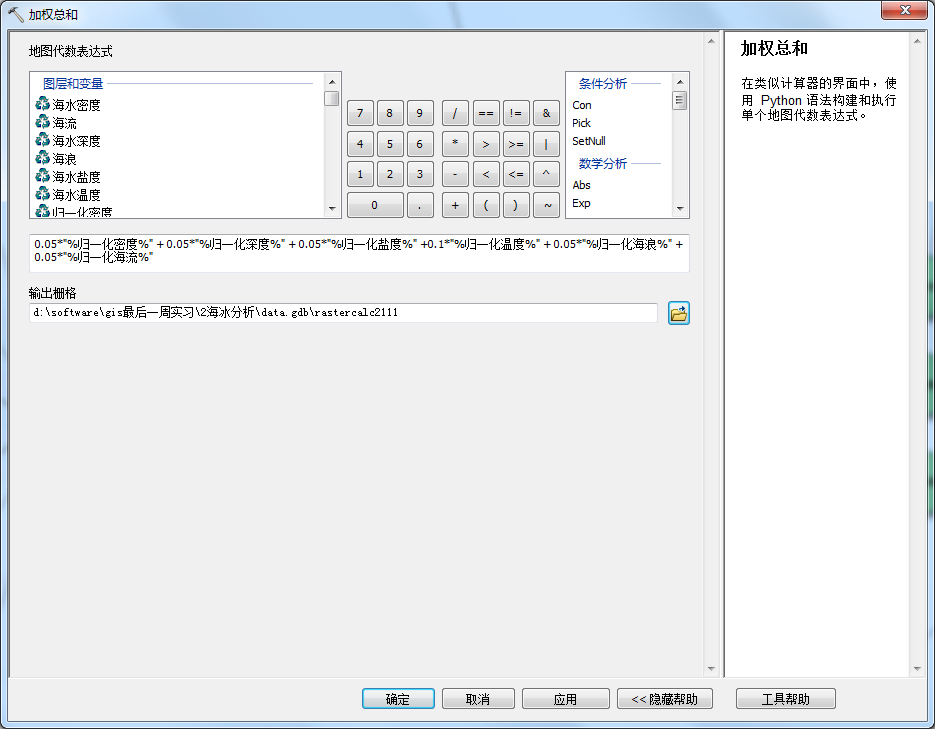 加权总和
地图代数表达式
图层和变量
海水密度
海流
海水深度
海浪
海水盐度
海水温度
归一化密度
7 8 9 / == != &
4 5 6 * > >= |
1 2 3 - < <= ^
0 . + ( ) ~
条件分析
Con
Pick
SetNull
数学分析
Abs
Exp
0.05*"%归一化密度%" + 0.05*"%归一化深度%" + 0.05*"%归一化盐度%" +0.1*"%归一化温度%" + 0.05*"%归一化海浪%" +
0.05*"%归一化海流%"
输出栅格
d:\software\gis最后一周实习\2海冰分析\data.gdb\rastercalc2111
加权总和
在类似计算器的界面中，使
用 Python 语法构建和执行
单个地图代数表达式。
确定 取消 应用 << 隐藏帮助 工具帮助